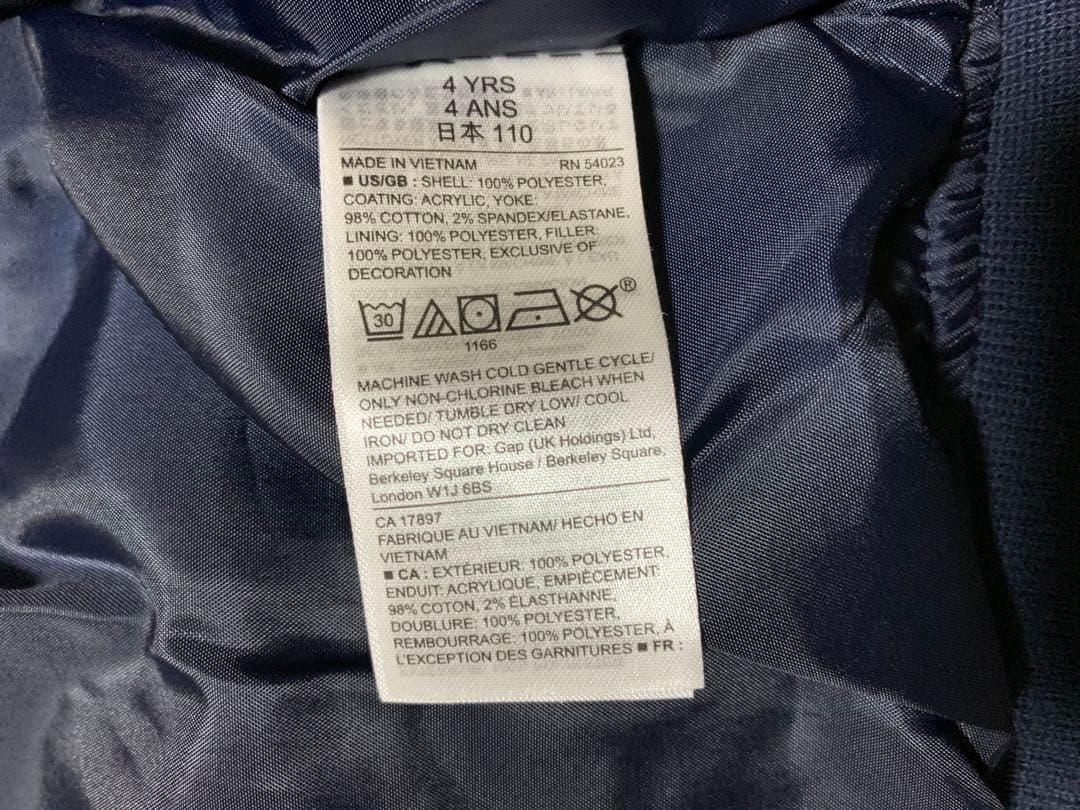 4 YRS
4 ANS
日本 110
MADE IN VIETNAM RN 54023
■ US/GB : SHELL: 100% POLYESTER,
COATING: ACRYLIC, YOKE:
98% COTTON, 2% SPANDEX/ELASTANE,
LINING: 100% POLYESTER, FILLER:
100% POLYESTER, EXCLUSIVE OF
DECORATION
30 ®
1166
MACHINE WASH COLD GENTLE CYCLE/
ONLY NON-CHLORINE BLEACH WHEN
NEEDED/ TUMBLE DRY LOW/ COOL
IRON/ DO NOT DRY CLEAN
IMPORTED FOR: Gap (UK Holdings) Ltd,
Berkeley Square House / Berkeley Square,
London W1J 6BS
CA 17897
FABRIQUE AU VIETNAM/ HECHO EN
VIETNAM
■ CA : EXTÉRIEUR: 100% POLYESTER,
ENDUIT: ACRYLIQUE, EMPIÈCEMENT:
98% COTON, 2% ÉLASTHANNE,
DOUBLURE: 100% POLYESTER,
REMBOURRAGE: 100% POLYESTER, À
L'EXCEPTION DES GARNITURES ■ FR :